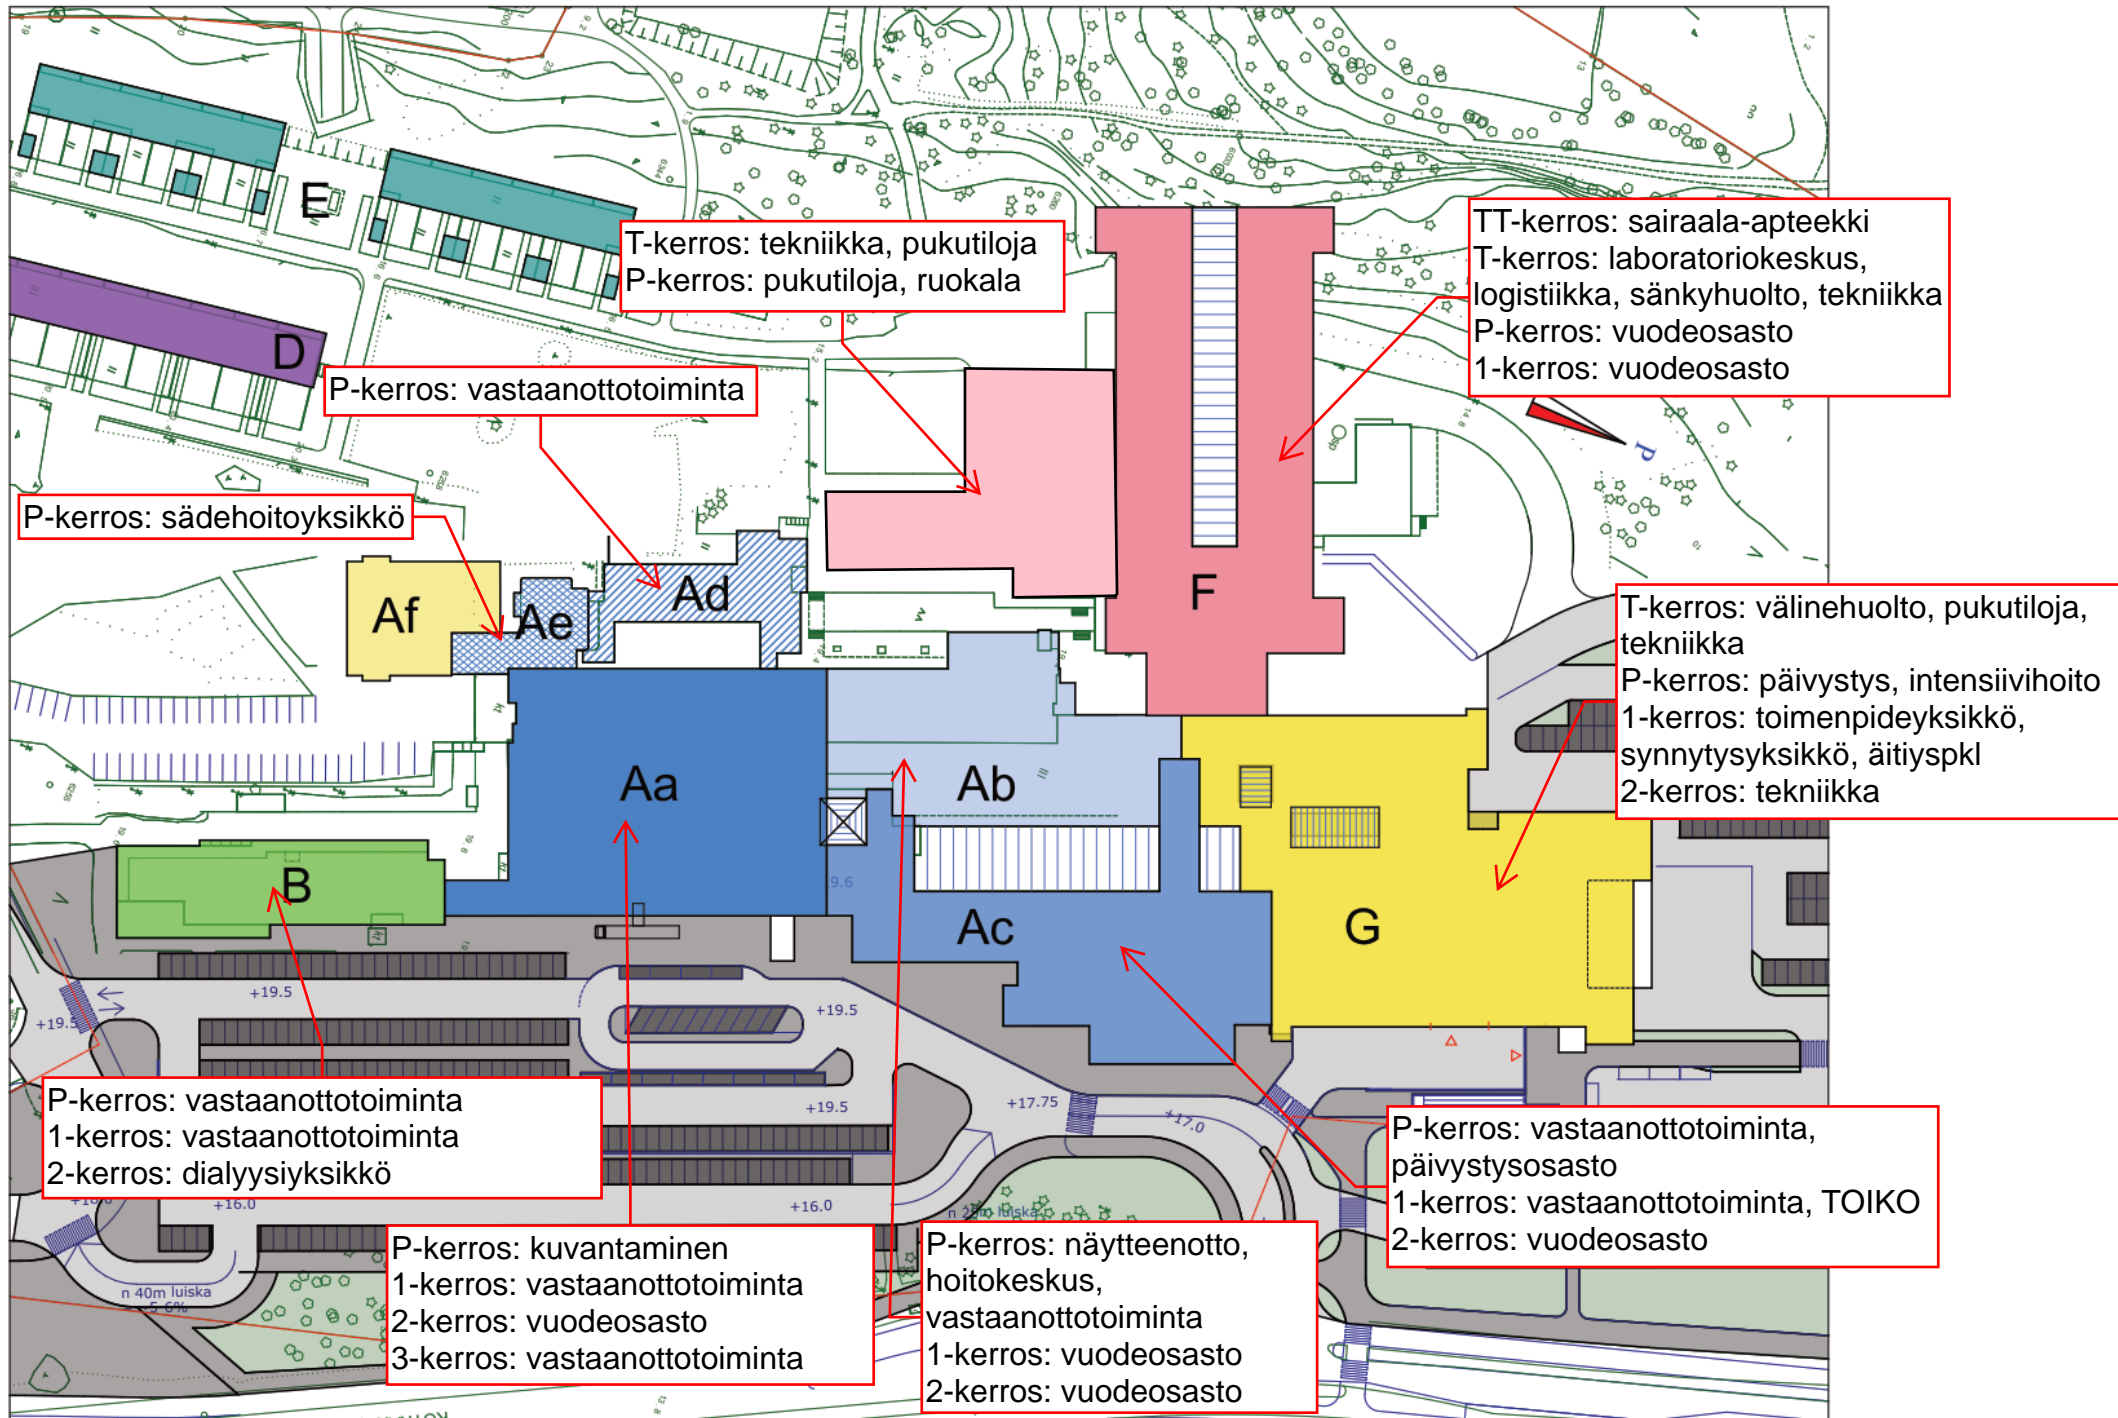 E
D
T-kerros: tekniikka, pukutiloja
P-kerros: pukutiloja, ruokala
TT-kerros: sairaala-apteekki
T-kerros: laboratoriokeskus,
logistiikka, sänkyhuolto, tekniikka
P-kerros: vuodeosasto
1-kerros: vuodeosasto
P
P-kerros: vastaanottotoiminta
P-kerros: sädehoitoyksikkö
Af
Ae
Ad
F
T-kerros: välinehuolto, pukutiloja,
tekniikka
P-kerros: päivystys, intensiivihoito
1-kerros: toimenpideyksikkö,
synnytysyksikkö, äitiyspkl
2-kerros: tekniikka
Aa
Ab
B
Ac
G
+19.5
+19.5
+19.5
+19.5
+17.75
+17.0
+16.0
+16.0
P-kerros: vastaanottotoiminta
1-kerros: vastaanottotoiminta
2-kerros: dialyysiyksikkö
P-kerros: vastaanottotoiminta,
päivystysosasto
1-kerros: vastaanottotoiminta, TOIKO
2-kerros: vuodeosasto
P-kerros: kuvantaminen
1-kerros: vastaanottotoiminta
2-kerros: vuodeosasto
3-kerros: vastaanottotoiminta
P-kerros: näytteenotto,
hoitokeskus,
vastaanottotoiminta
1-kerros: vuodeosasto
2-kerros: vuodeosasto
n 40m luiska
5.6%